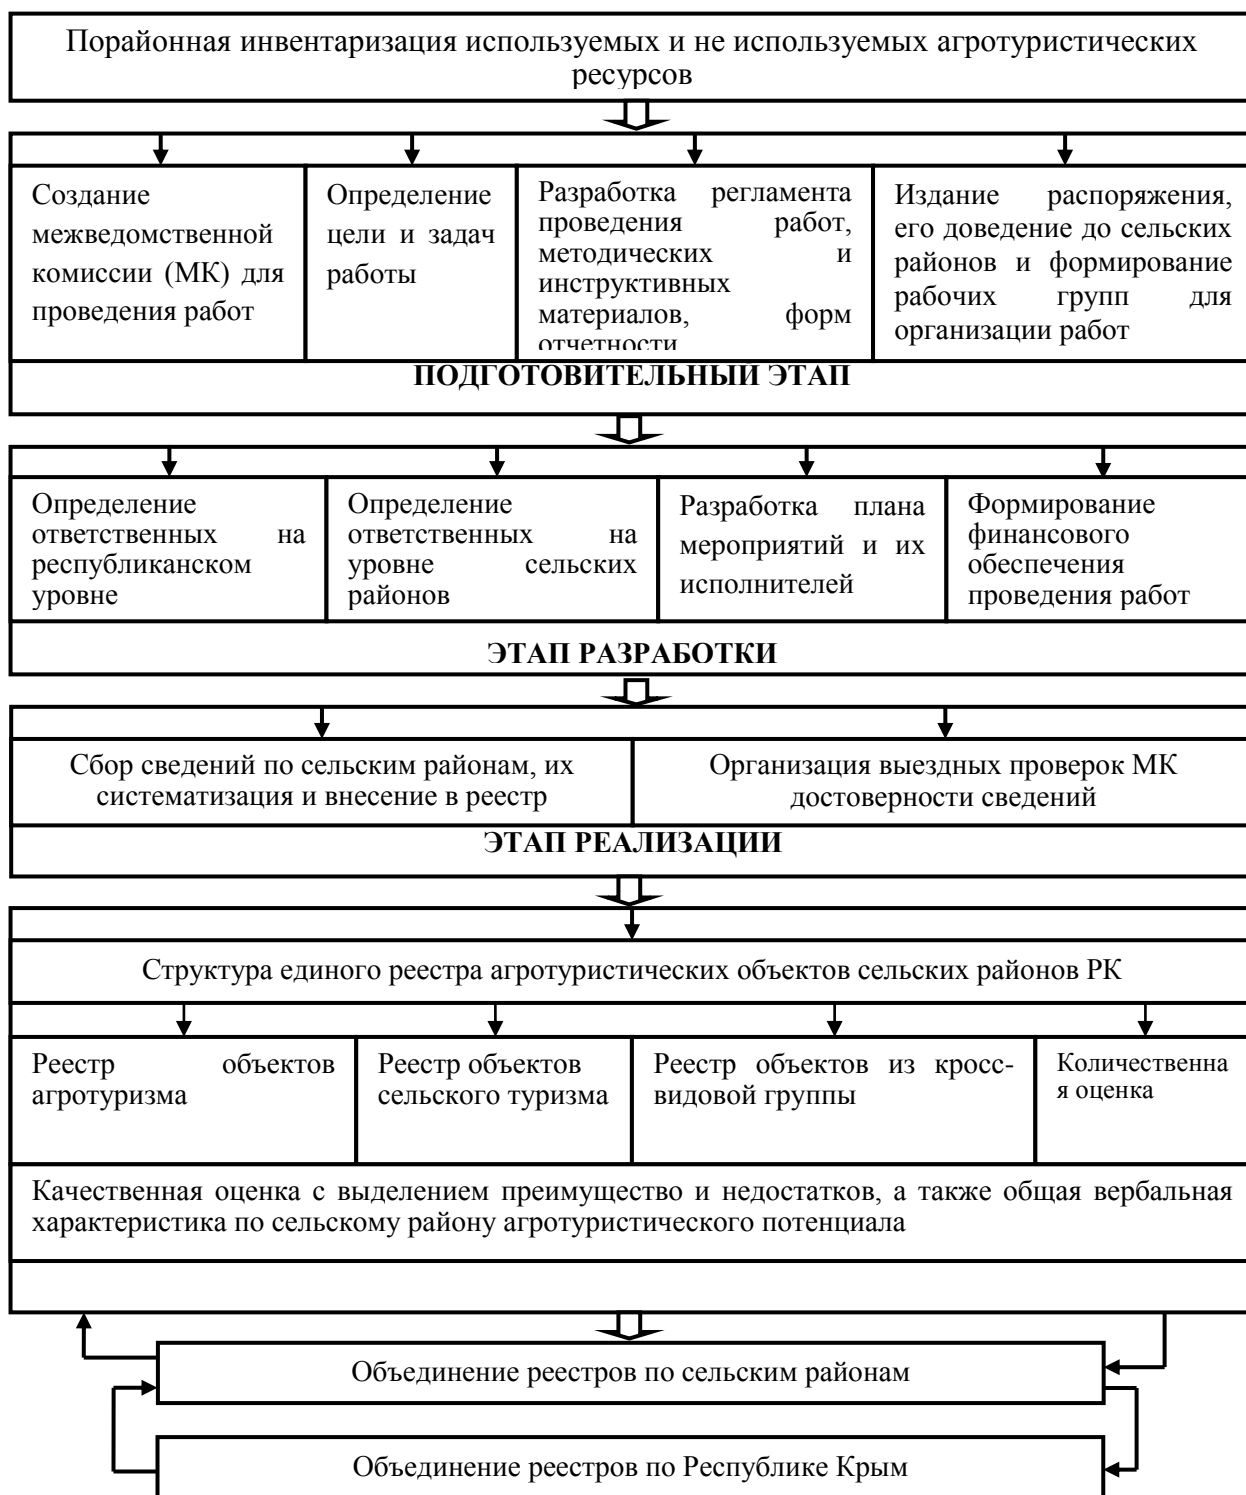 Порайонная инвентаризация используемых и не используемых агротуристических
ресурсов
Создание
межведомственной
комиссии (МК) для
проведения работ
Определение
цели и задач
работы
Разработка регламента
проведения работ,
методических и
инструктивных
материалов, форм
отчетности
Издание распоряжения,
его доведение до сельских
районов и формирование
рабочих групп для
организации работ
ПОДГОТОВИТЕЛЬНЫЙ ЭТАП
Определение
ответственных на
республиканском
уровне
Определение
ответственных на
уровне сельских
районов
Разработка плана
мероприятий и их
исполнителей
Формирование
финансового
обеспечения
проведения работ
ЭТАП РАЗРАБОТКИ
Сбор сведений по сельским районам, их
систематизация и внесение в реестр
Организация выездных проверок МК
достоверности сведений
ЭТАП РЕАЛИЗАЦИИ
Структура единого реестра агротуристических объектов сельских районов РК
Реестр объектов
агротуризма
Реестр объектов
сельского туризма
Реестр объектов из кросс-
видовой группы
Количественна
я оценка
Качественная оценка с выделением преимущество и недостатков, а также общая вербальная
характеристика по сельскому району агротуристического потенциала
Объединение реестров по сельским районам
Объединение реестров по Республике Крым